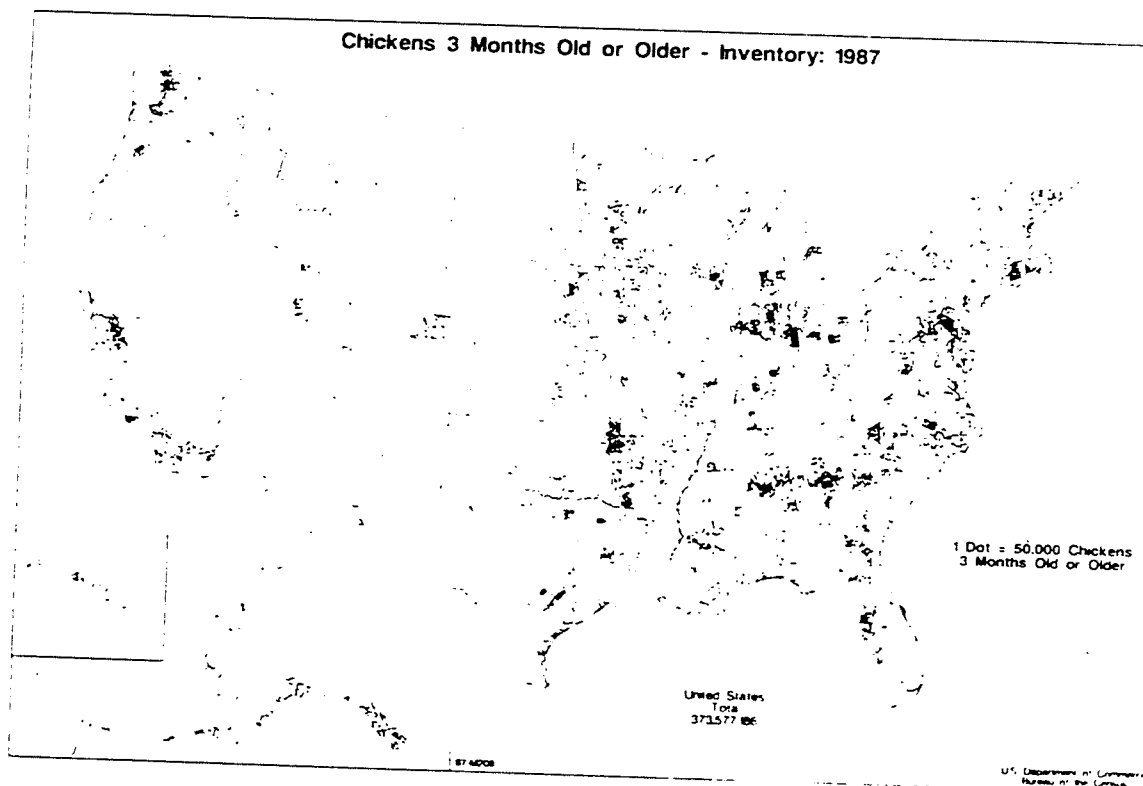 Chickens 3 Months Old or Older - Inventory: 1987
1 Dot = 50,000 Chickens
3 Months Old or Older
United States
Tota
373,577,186
U.S. Department of Commerce
Bureau of the Census